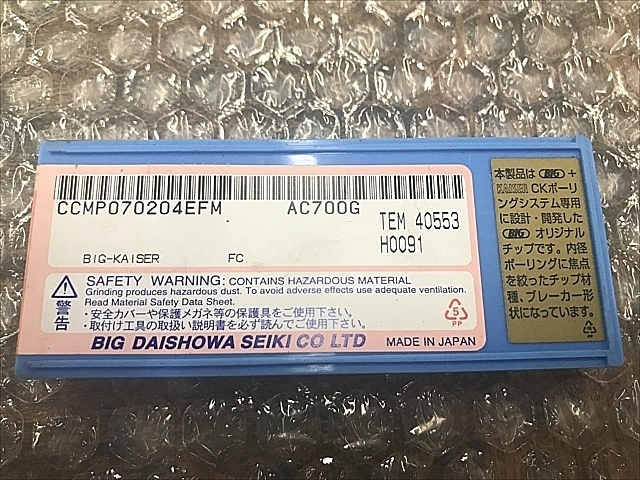 CCMP070204EFM AC700G
TEM 40553
H0091
BIG-KAISER FC
SAFETY WARNING: CONTAINS HAZARDOUS MATERIAL
Grinding produces hazardous dust. To avoid adverse effects use adequate ventilation.
Read Material Safety Data Sheet.
警告
・安全カバーや保護メガネ等の保護具をご使用下さい。
・取付け工具の取扱い説明書を必ず読んでご使用下さい。
5
PP
BIG DAISHOWA SEIKI CO LTD MADE IN JAPAN
本製品は BIG +
KAISER CKボーリ
ングシステム専用
に設計・開発した
BIG オリジナル
チップです。内径
ボーリングに焦点
を絞ったチップ材
種、ブレーカー形
状になっています。
PP